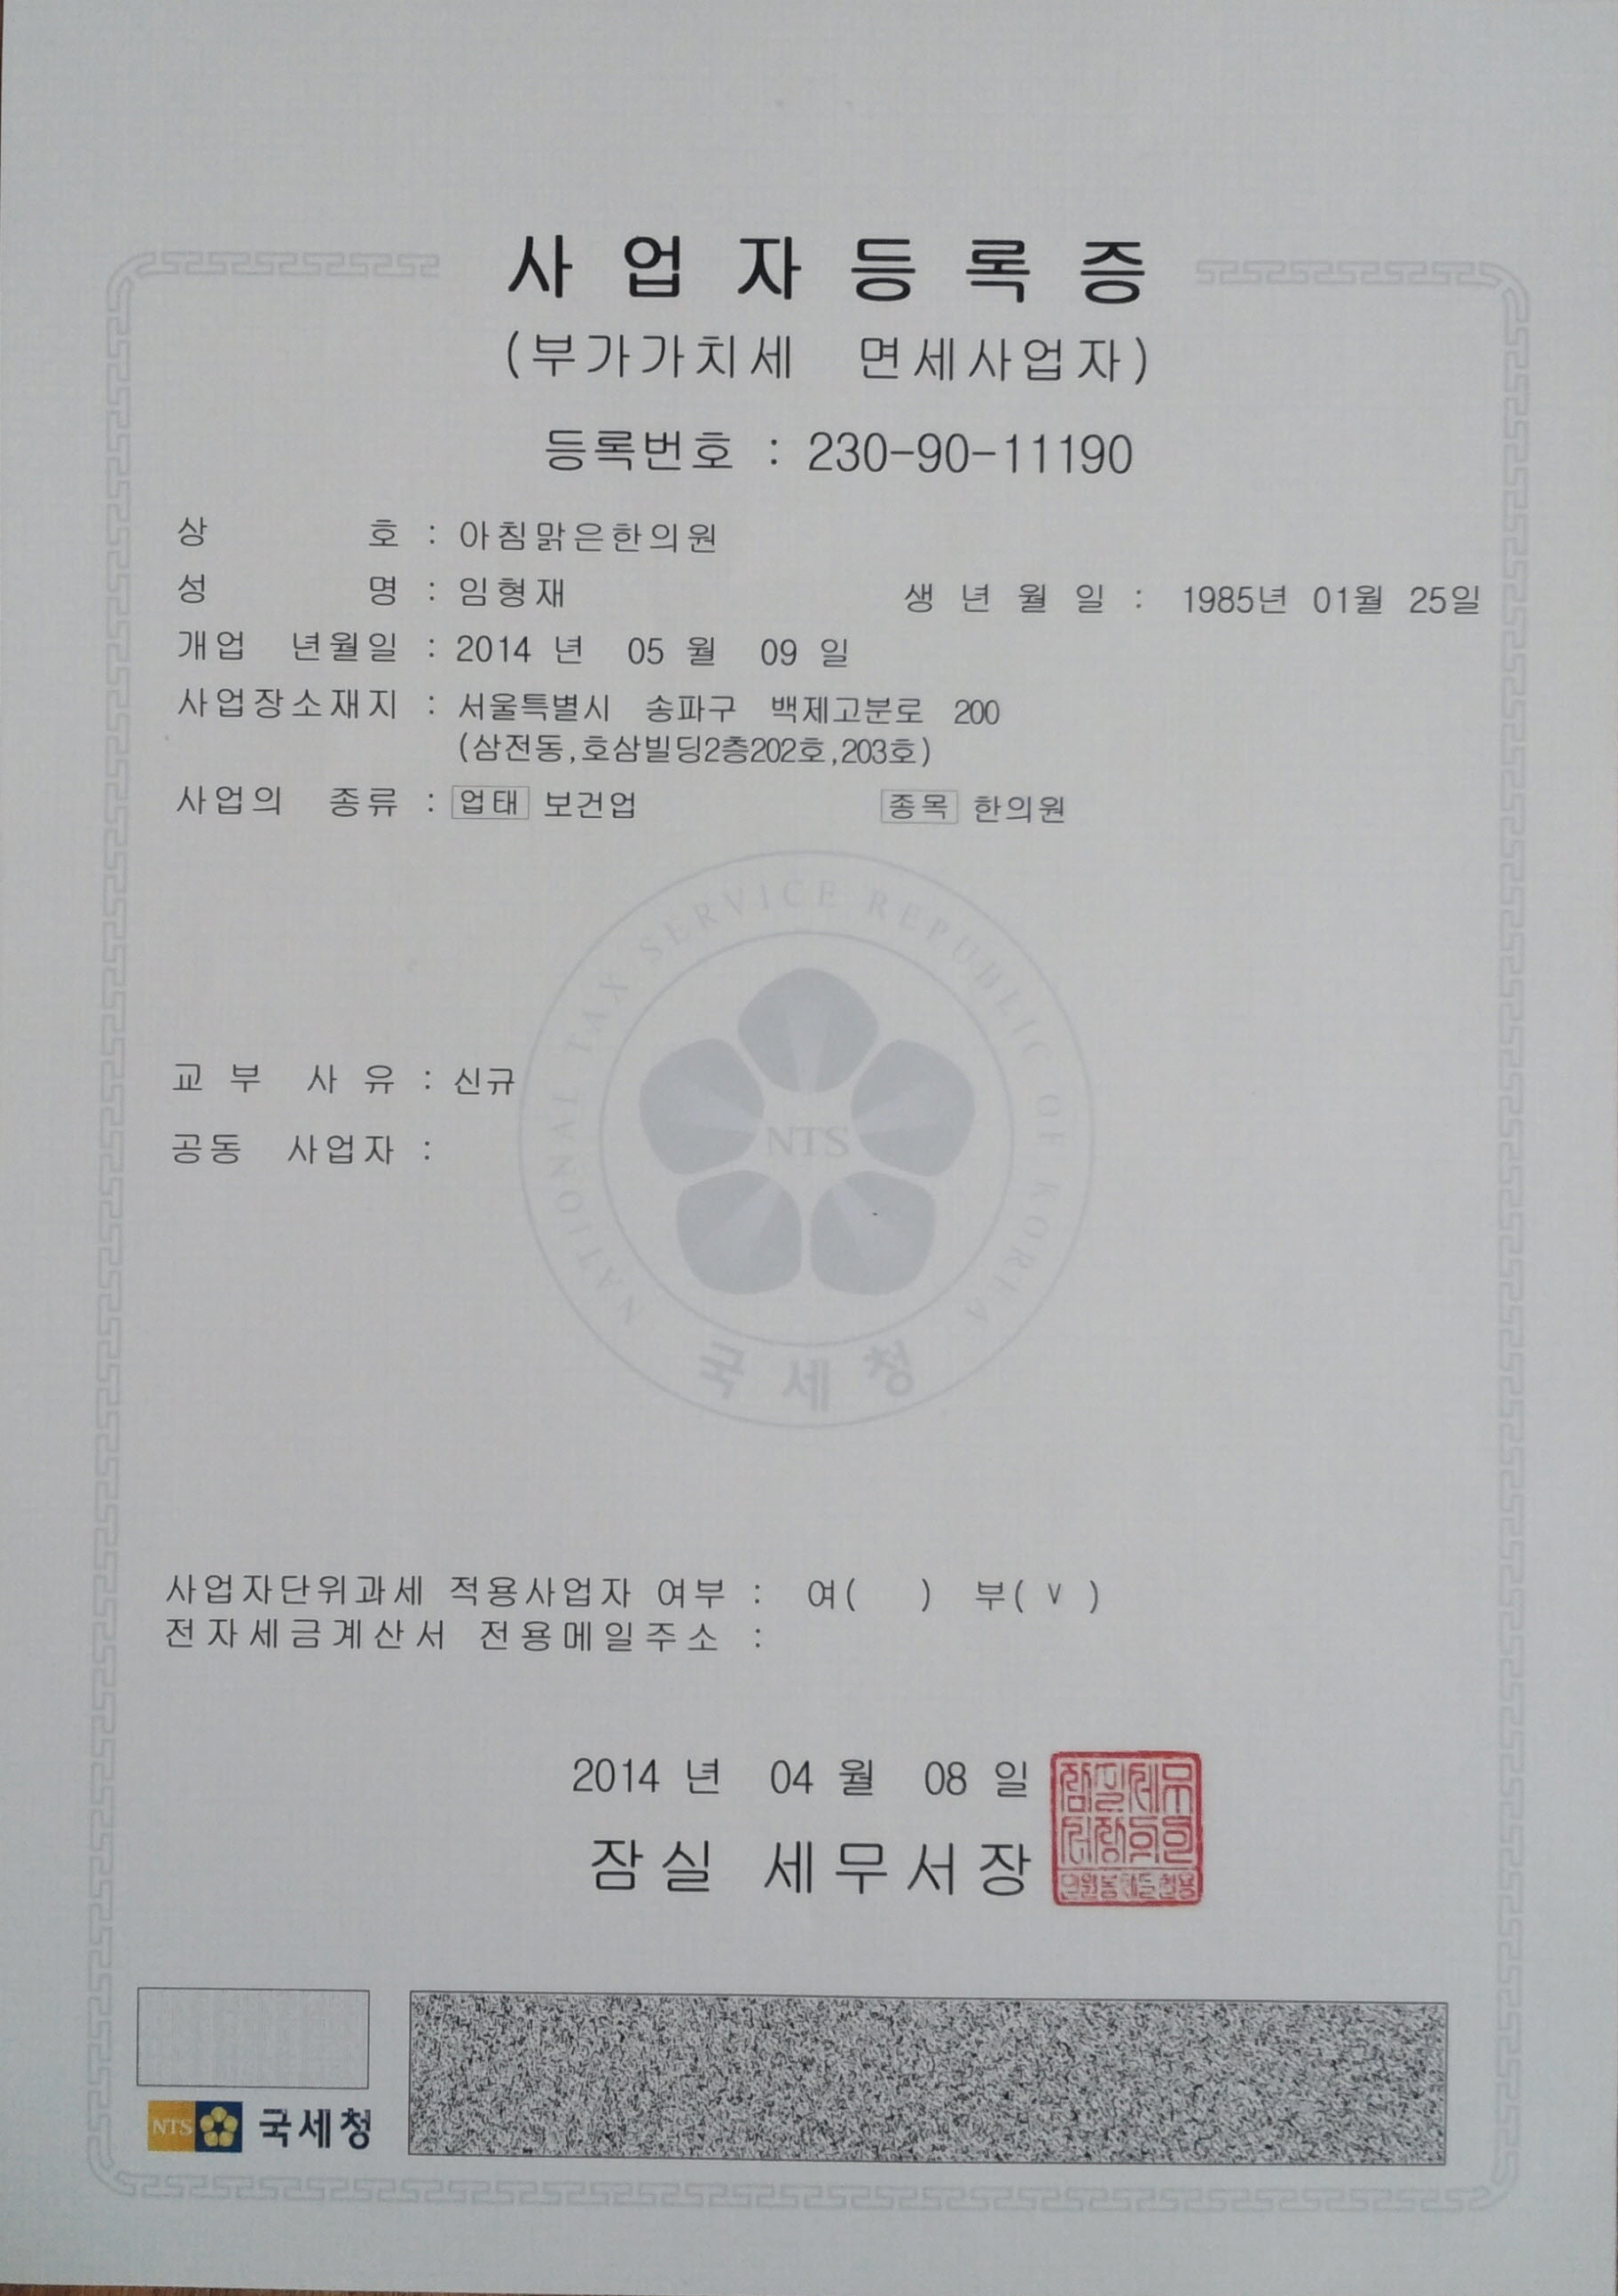 사업자등록증
(부가가치세 면세사업자)
등록번호 : 230-90-11190
상 호 : 아침맑은한의원
성 명 : 임형재 생 년 월 일 : 1985년 01월 25일
개업 년월일 : 2014 년 05 월 09 일
사업장소재지 : 서울특별시 송파구 백제고분로 200
(삼전동,호삼빌딩2층202호,203호)
사업의 종류 : 업태 보건업 종목 한의원
NATIONAL TAX SERVICE REPUBLIC OF KOREA
교 부 사 유 : 신규
NTS
공동 사업자 :
국세청
사업자단위과세 적용사업자 여부 : 여( ) 부( v )
전자세금계산서 전용메일주소 :
2014 년 04 월 08 일
잠실 세무서장
NTS 국세청